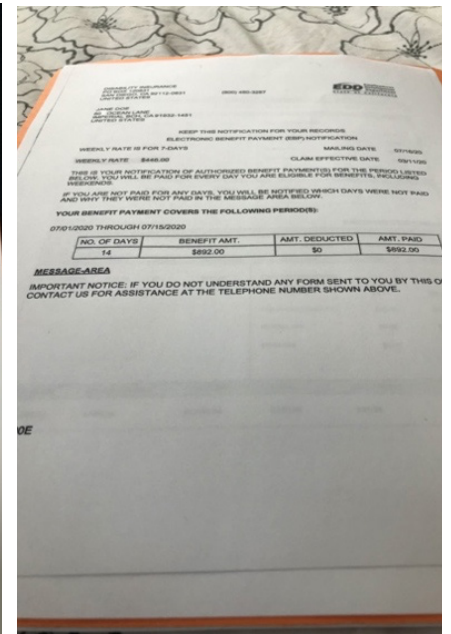 DISABILITY INSURANCE
UNITED STATES
EDD
JANE DOE
OCEAN LANE
UNITED STATES
KEEP THIS NOTIFICATION FOR YOUR RECORDS
ELECTRONIC BENEFIT PAYMENT (EBP) NOTIFICATION
WEEKLY RATE IS FOR 7-DAYS MAILING DATE
WEEKLY RATE CLAIM EFFECTIVE DATE
THIS IS YOUR NOTIFICATION OF AUTHORIZED BENEFIT PAYMENT(S) FOR THE PERIOD LISTED
BELOW. YOU WILL BE PAID FOR EVERY DAY YOU ARE ELIGIBLE FOR BENEFITS, INCLUDING
WEEKENDS.
IF YOU ARE NOT PAID FOR ANY DAYS, YOU WILL BE NOTIFIED WHICH DAYS WERE NOT PAID
AND WHY THEY WERE NOT PAID IN THE MESSAGE AREA BELOW.
YOUR BENEFIT PAYMENT COVERS THE FOLLOWING PERIOD(S):
07/01/2020 THROUGH 07/15/2020
NO. OF DAYS BENEFIT AMT. AMT. DEDUCTED AMT. PAID
14 $892.00 $0 $892.00
MESSAGE-AREA
IMPORTANT NOTICE: IF YOU DO NOT UNDERSTAND ANY FORM SENT TO YOU BY THIS O
CONTACT US FOR ASSISTANCE AT THE TELEPHONE NUMBER SHOWN ABOVE.
OE